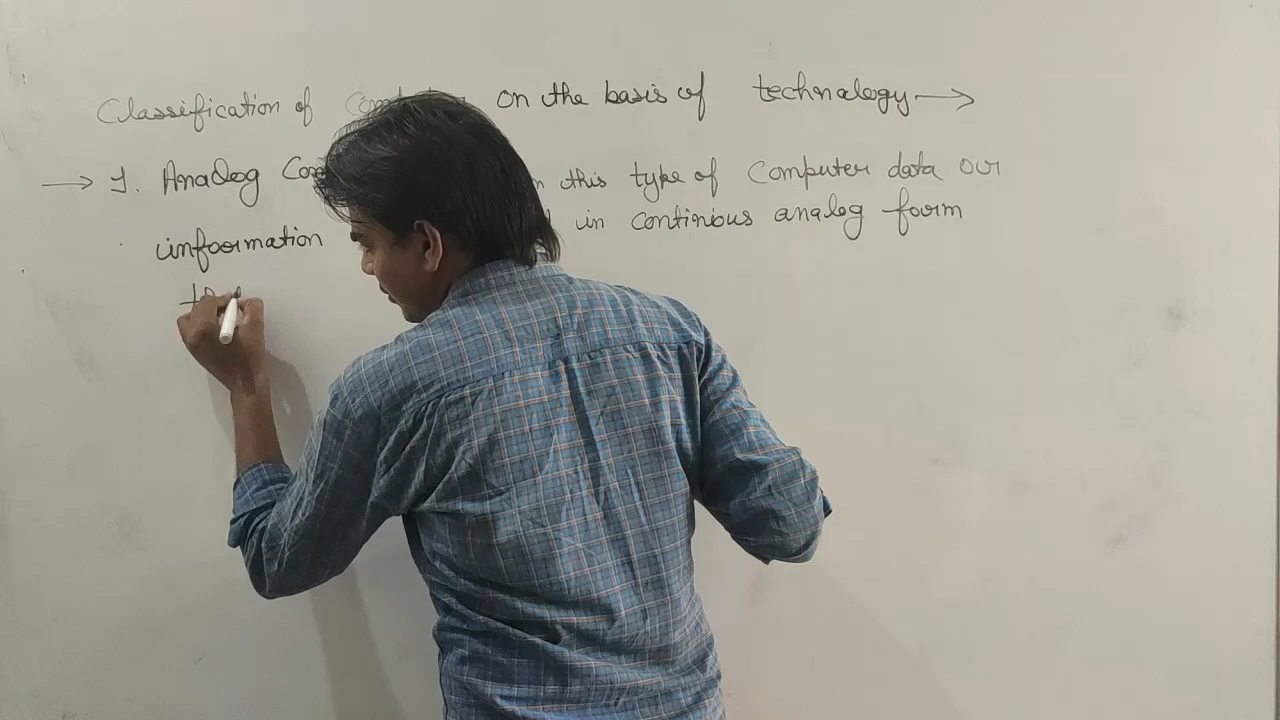 Classification of on the basis of technology →
→ 1. Analog this type of Computer data or
information in continious analog form